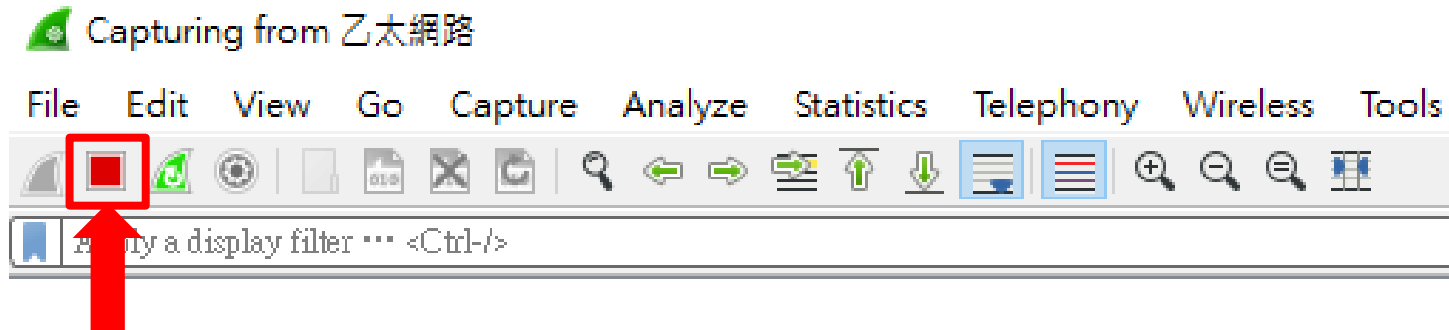 Capturing from 乙太網路
File Edit View Go Capture Analyze Statistics Telephony Wireless Tools
010
Apply a display filter ··· <Ctrl-/>